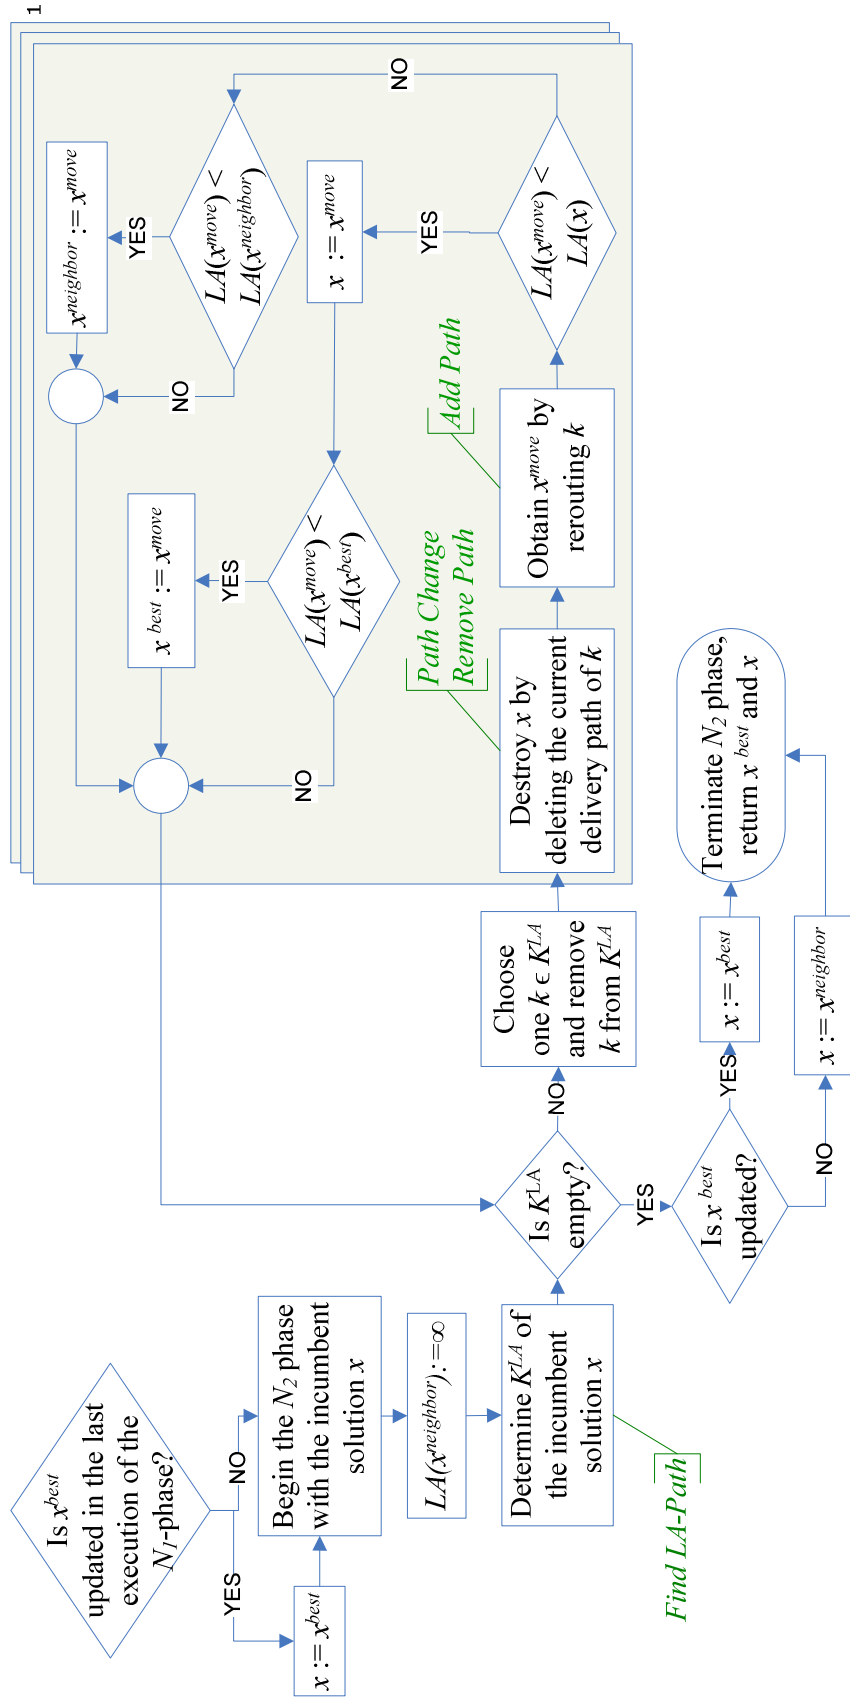 Is x^best
updated in the last
execution of the
N_1-phase?
YES
NO
x := x^best
Begin the N_2 phase
with the incumbent
solution x
LA(x^neighbor):=∞
Determine K^LA of
the incumbent
solution x
Find LA-Path
Is K^LA
empty?
NO
YES
Choose
one k ϵ K^LA
and remove
k from K^LA
Is x^best
updated?
YES
NO
x := x^best
x := x^neighbor
Terminate N_2 phase,
return x^best and x
1
Destroy x by
deleting the current
delivery path of k
Path Change
Remove Path
Obtain x^move by
rerouting k
Add Path
LA(x^move) <
LA(x)
YES
NO
x := x^move
LA(x^move) <
LA(x^best)
YES
NO
x^best := x^move
LA(x^move) <
LA(x^neighbor)
YES
NO
x^neighbor := x^move